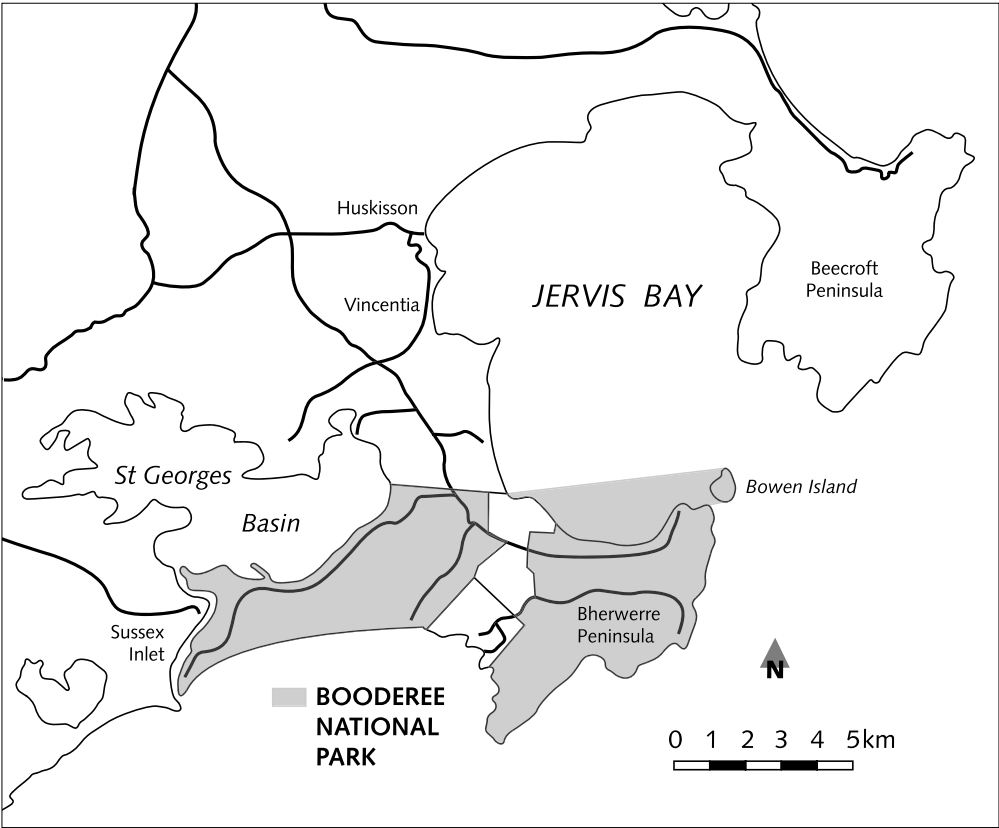 Huskisson
Beecroft
Peninsula
JERVIS BAY
Vincentia
St Georges
Basin
Bowen Island
Bherwerre
Peninsula
Sussex
Inlet
N
BOODEREE
NATIONAL
PARK
0 1 2 3 4 5km